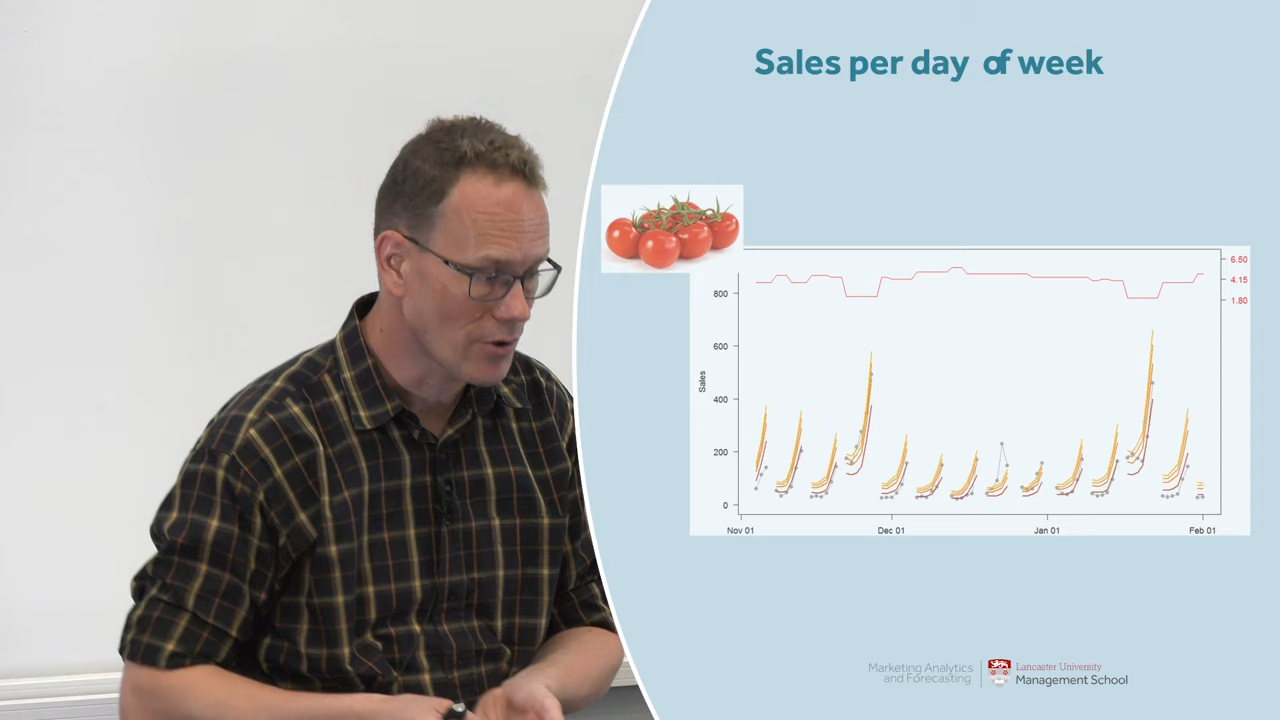 Sales per day of week
6.50
4.15
1.80
800
600
400
200
0
Sales
Nov 01
Dec 01
Jan 01
Feb 01
Marketing Analytics
and Forecasting
Lancaster University
Management School